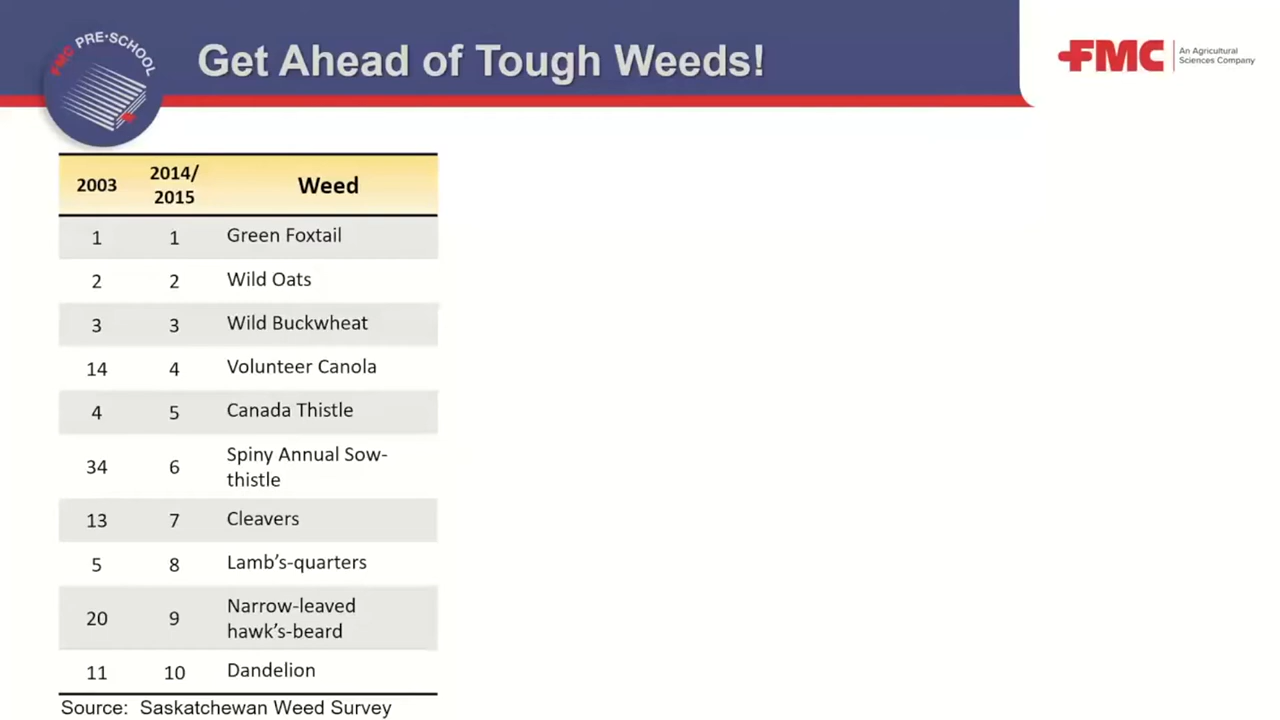 FMC PRE·SCHOOL
Get Ahead of Tough Weeds!
FMC
An Agricultural
Sciences Company
2003 2014/ Weed
2015
1 1 Green Foxtail
2 2 Wild Oats
3 3 Wild Buckwheat
14 4 Volunteer Canola
4 5 Canada Thistle
34 6 Spiny Annual Sow-
thistle
13 7 Cleavers
5 8 Lamb’s-quarters
20 9 Narrow-leaved
hawk’s-beard
11 10 Dandelion
Source: Saskatchewan Weed Survey